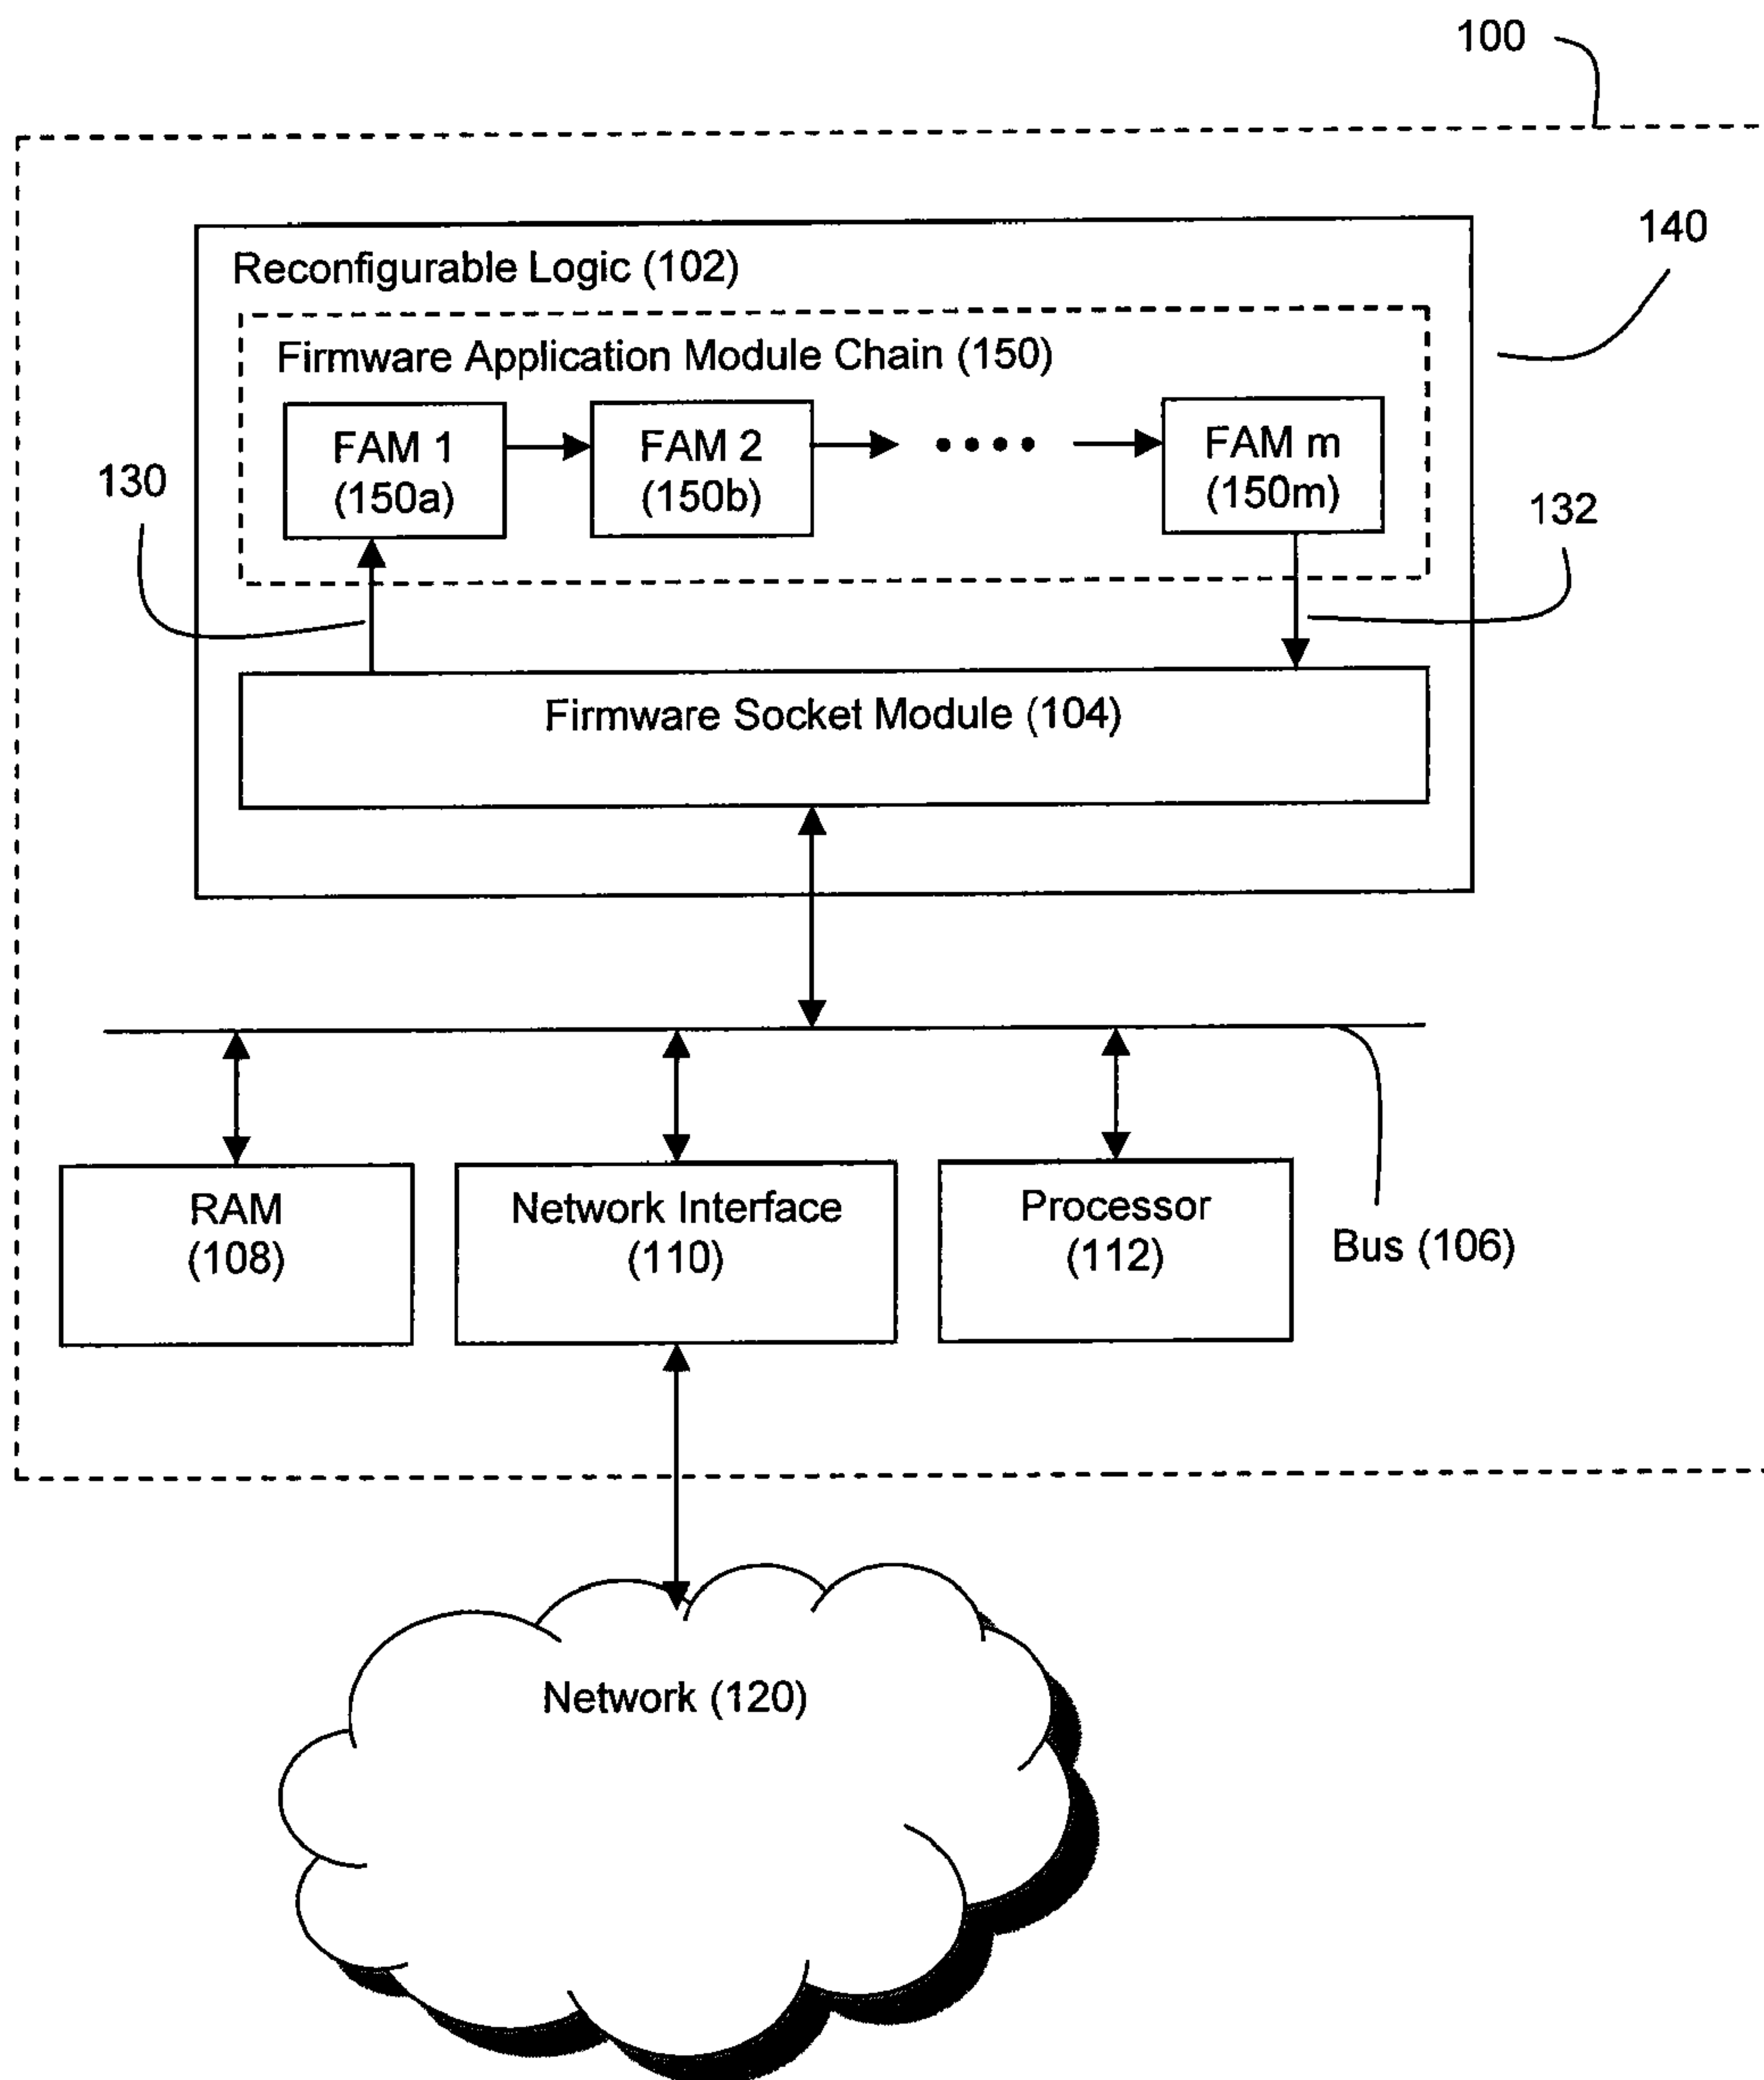 100
140
Reconfigurable Logic (102)
Firmware Application Module Chain (150)
FAM 1
(150a)
FAM 2
(150b)
FAM m
(150m)
130
132
Firmware Socket Module (104)
RAM
(108)
Network Interface
(110)
Processor
(112)
Bus (106)
Network (120)